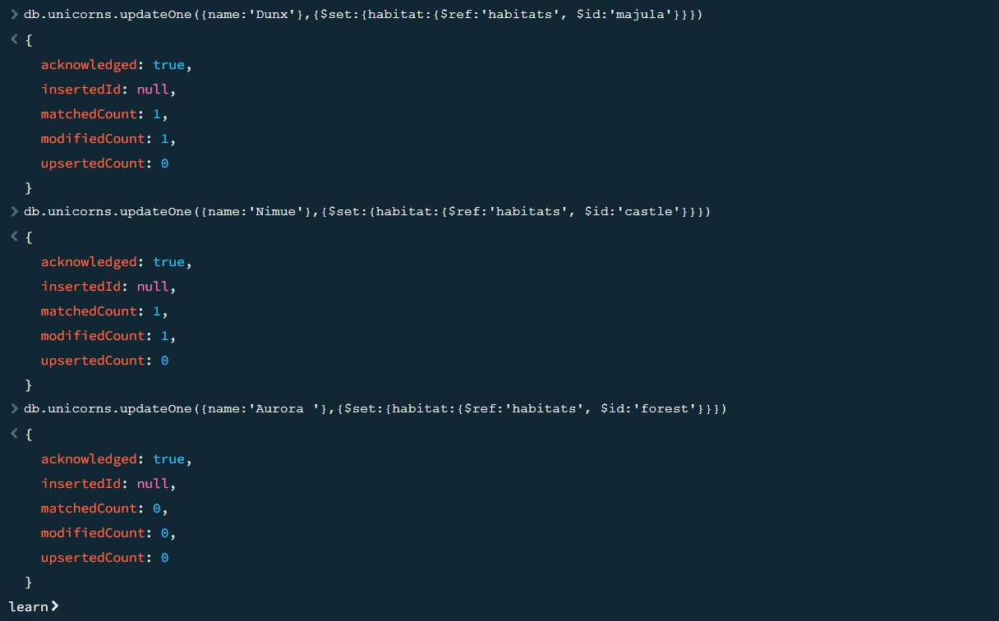 > db.unicorns.updateOne({name:'Dunx'},{$set:{habitat:{$ref:'habitats', $id:'majula'}}})
< {
acknowledged: true,
insertedId: null,
matchedCount: 1,
modifiedCount: 1,
upsertedCount: 0
}
> db.unicorns.updateOne({name:'Nimue'},{$set:{habitat:{$ref:'habitats', $id:'castle'}}})
< {
acknowledged: true,
insertedId: null,
matchedCount: 1,
modifiedCount: 1,
upsertedCount: 0
}
> db.unicorns.updateOne({name:'Aurora '},{$set:{habitat:{$ref:'habitats', $id:'forest'}}})
< {
acknowledged: true,
insertedId: null,
matchedCount: 0,
modifiedCount: 0,
upsertedCount: 0
}
learn>